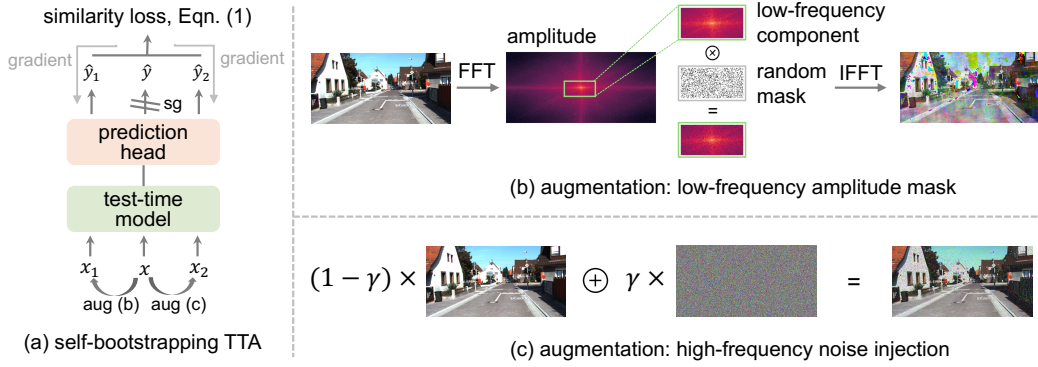 similarity loss, Eqn. (1)
gradient
gradient
ŷ₁ ŷ ŷ₂
sg
prediction
head
test-time
model
x₁ x x₂
aug (b) aug (c)
(a) self-bootstrapping TTA
FFT
amplitude
low-frequency
component
⊗
random
mask
=
IFFT
(b) augmentation: low-frequency amplitude mask
(1 − γ) × ⊕ γ × =
(c) augmentation: high-frequency noise injection